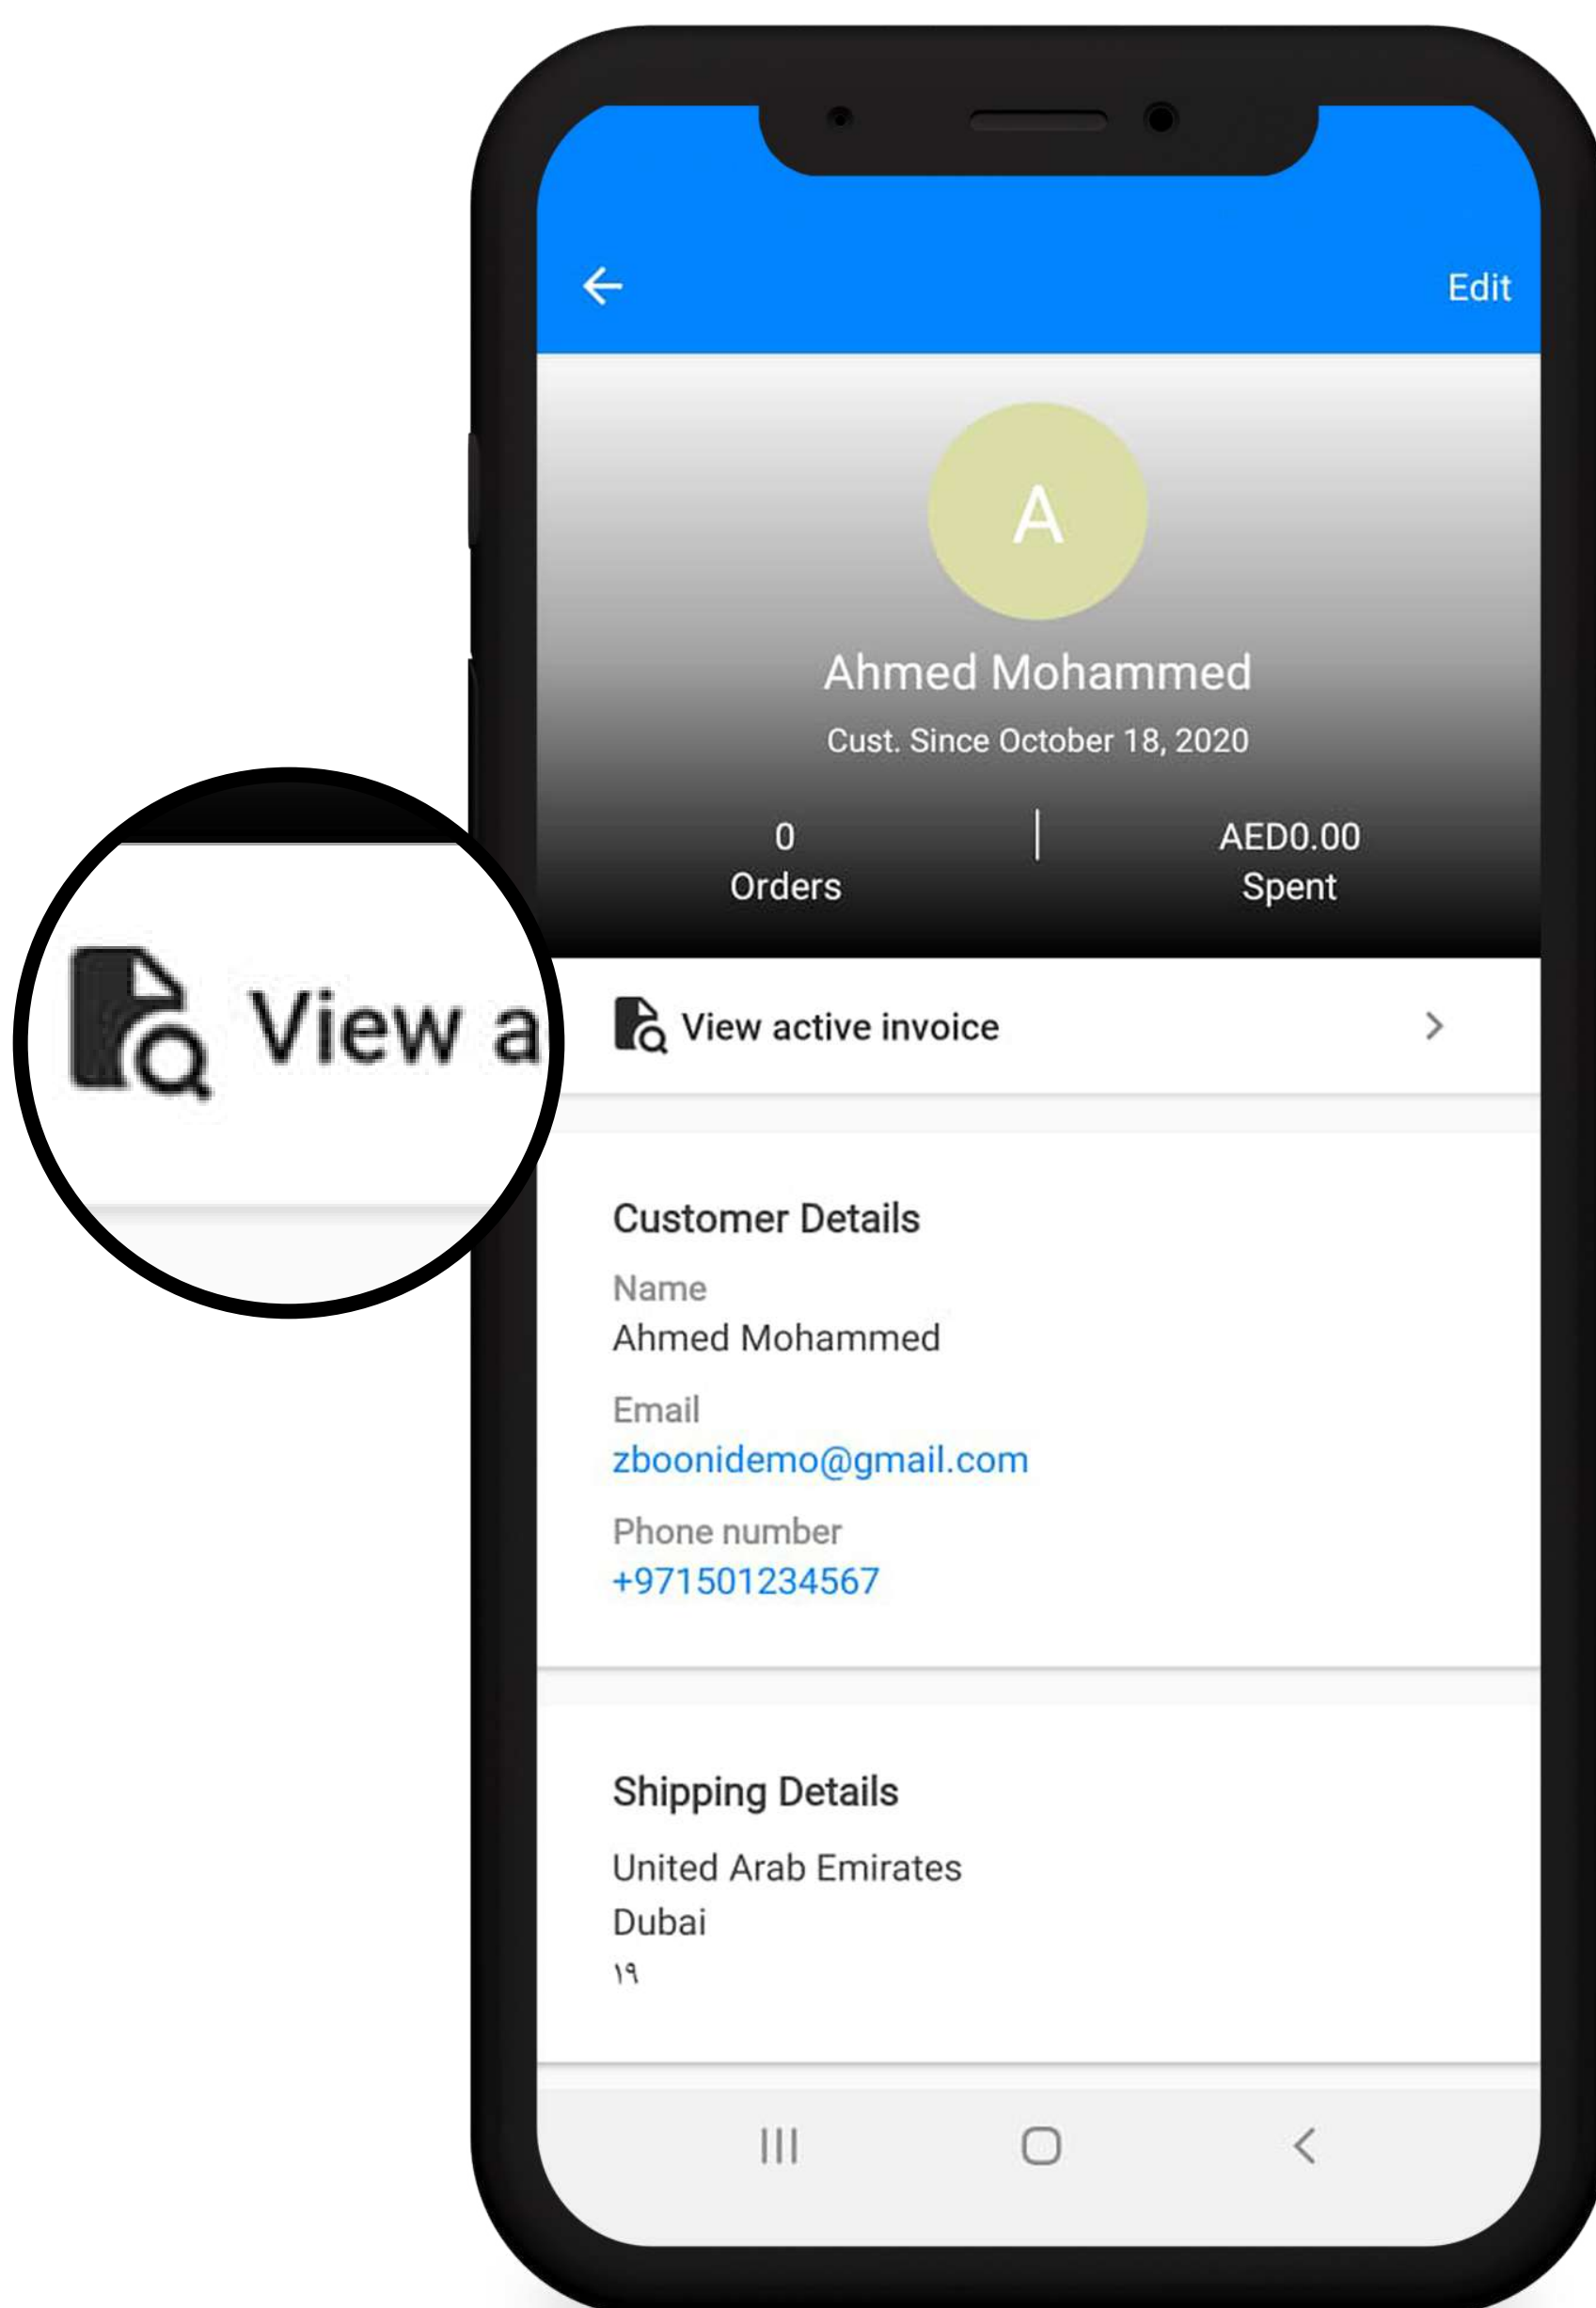 Edit
A
Ahmed Mohammed
Cust. Since October 18, 2020
0
Orders
AED0.00
Spent
View a
View active invoice
Customer Details
Name
Ahmed Mohammed
Email
zboonidemo@gmail.com
Phone number
+971501234567
Shipping Details
United Arab Emirates
Dubai
١٩